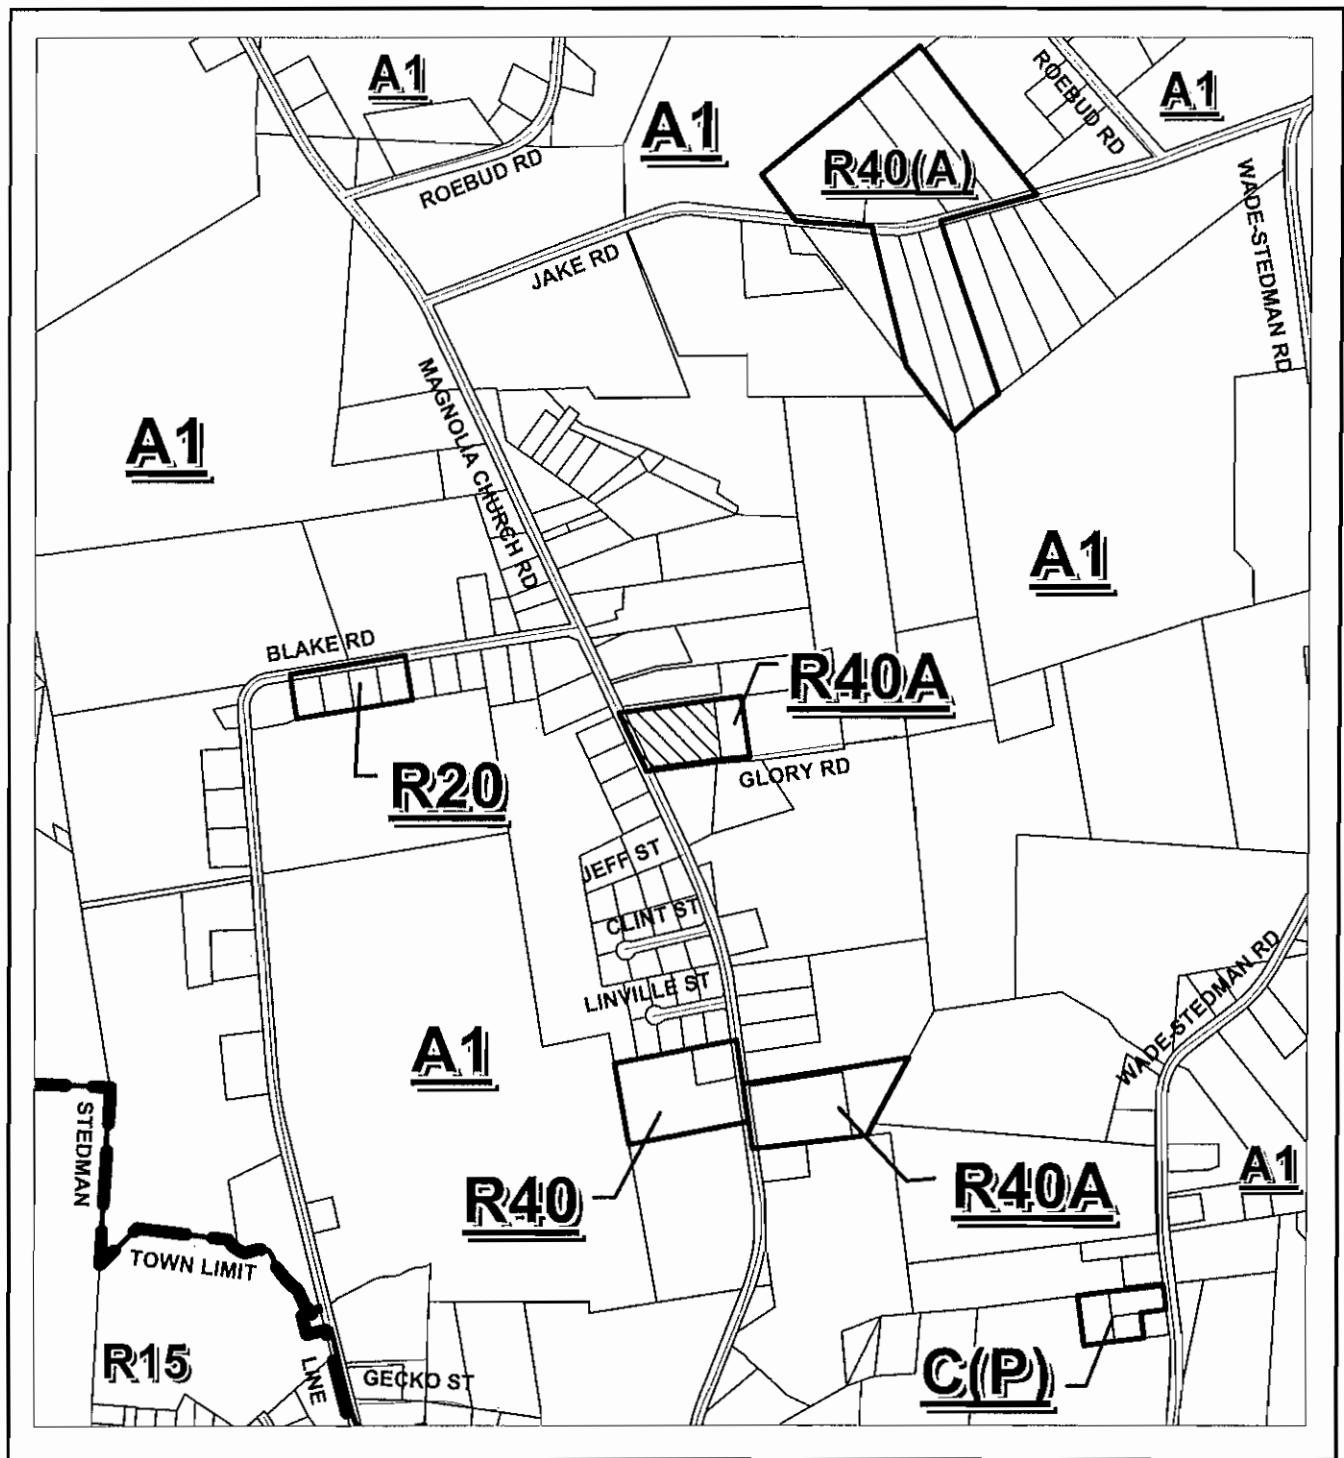 A1
A1
ROEBUD RD
A1
R40(A)
ROEBUD RD
WADE-STEDMAN RD
JAKE RD
MAGNOLIA CHURCH RD
A1
A1
BLAKE RD
R40A
R20
GLORY RD
JEFF ST
CLINT ST
LINVILLE ST
WADE-STEDMAN RD
A1
STEDMAN
R40
R40A
A1
TOWN LIMIT
R15
LINE
GECKO ST
C(P)